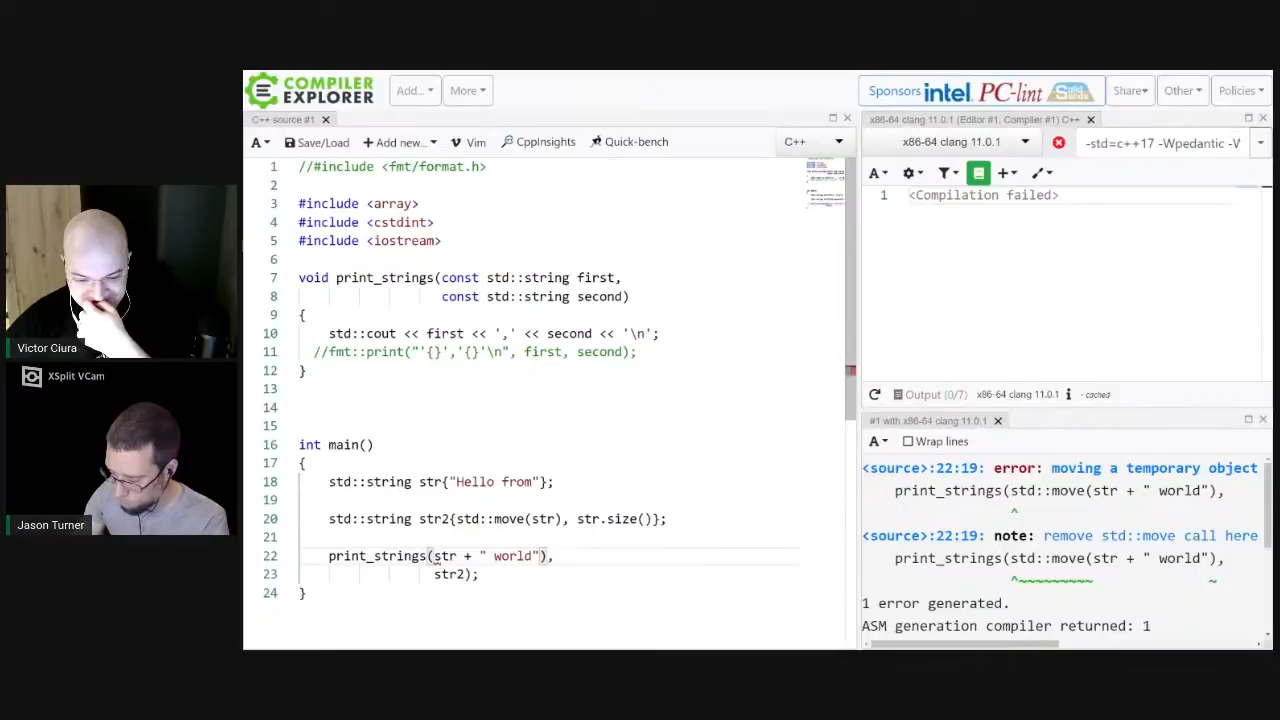 COMPILER
EXPLORER
Add...
More
Sponsors intel PC-lint Solid Sands
Share
Other
Policies
C++ source #1
A
Save/Load
+ Add new...
Vim
CppInsights
Quick-bench
C++
1 //#include <fmt/format.h>
2
3 #include <array>
4 #include <cstdint>
5 #include <iostream>
6
7 void print_strings(const std::string first,
8 const std::string second)
9 {
10 std::cout << first << ',' << second << '\n';
11 //fmt::print("'{}','{}'\n", first, second);
12 }
13
14
15
16 int main()
17 {
18 std::string str{"Hello from"};
19
20 std::string str2{std::move(str), str.size()};
21
22 print_strings(str + " world"),
23 str2);
24 }
x86-64 clang 11.0.1 (Editor #1, Compiler #1) C++
x86-64 clang 11.0.1
-std=c++17 -Wpedantic -W
A
1 <Compilation failed>
Output (0/7) x86-64 clang 11.0.1 i - cached
#1 with x86-64 clang 11.0.1
A
Wrap lines
<source>:22:19: error: moving a temporary object
print_strings(std::move(str + " world"),
^
<source>:22:19: note: remove std::move call here
print_strings(std::move(str + " world"),
^~~~~~~~~~ ~
1 error generated.
ASM generation compiler returned: 1
Victor Ciura
XSplit VCam
Jason Turner